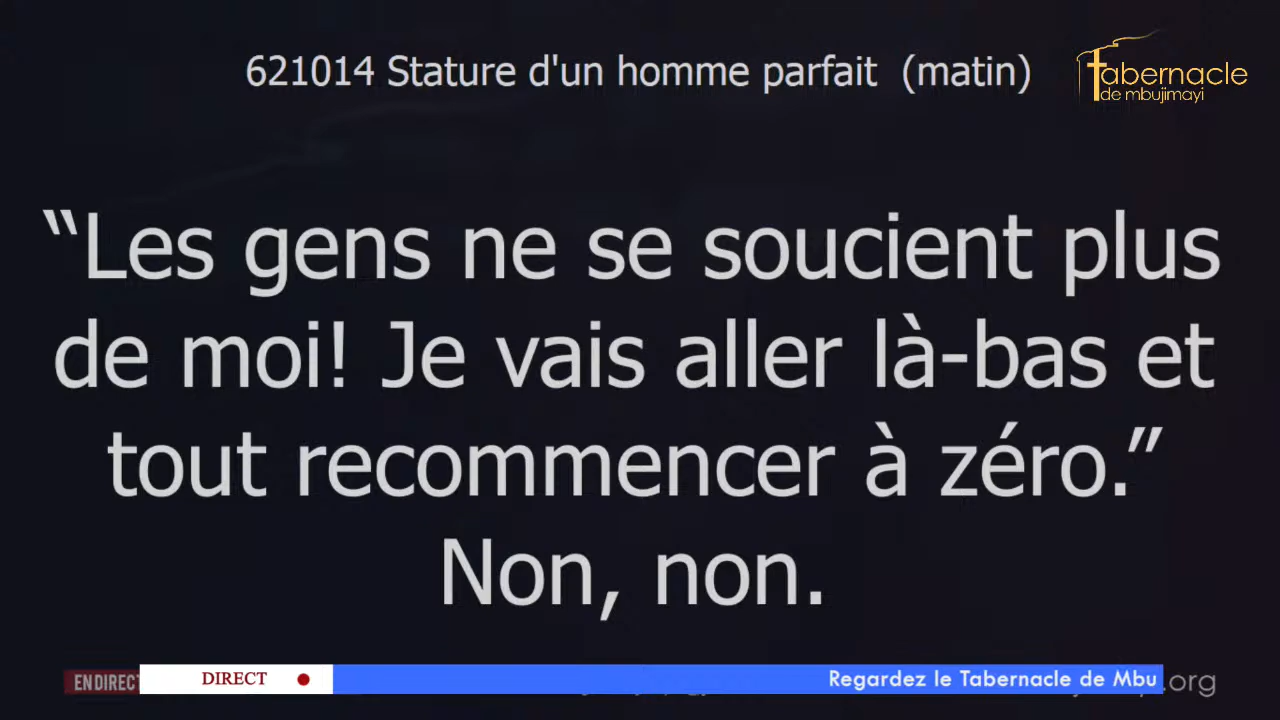 621014 Stature d'un homme parfait (matin)
Tabernacle
de mbujimayi
“Les gens ne se soucient plus
de moi! Je vais aller là-bas et
tout recommencer à zéro.”
Non, non.
EN DIRECT
DIRECT
Regardez le Tabernacle de Mbu
.org